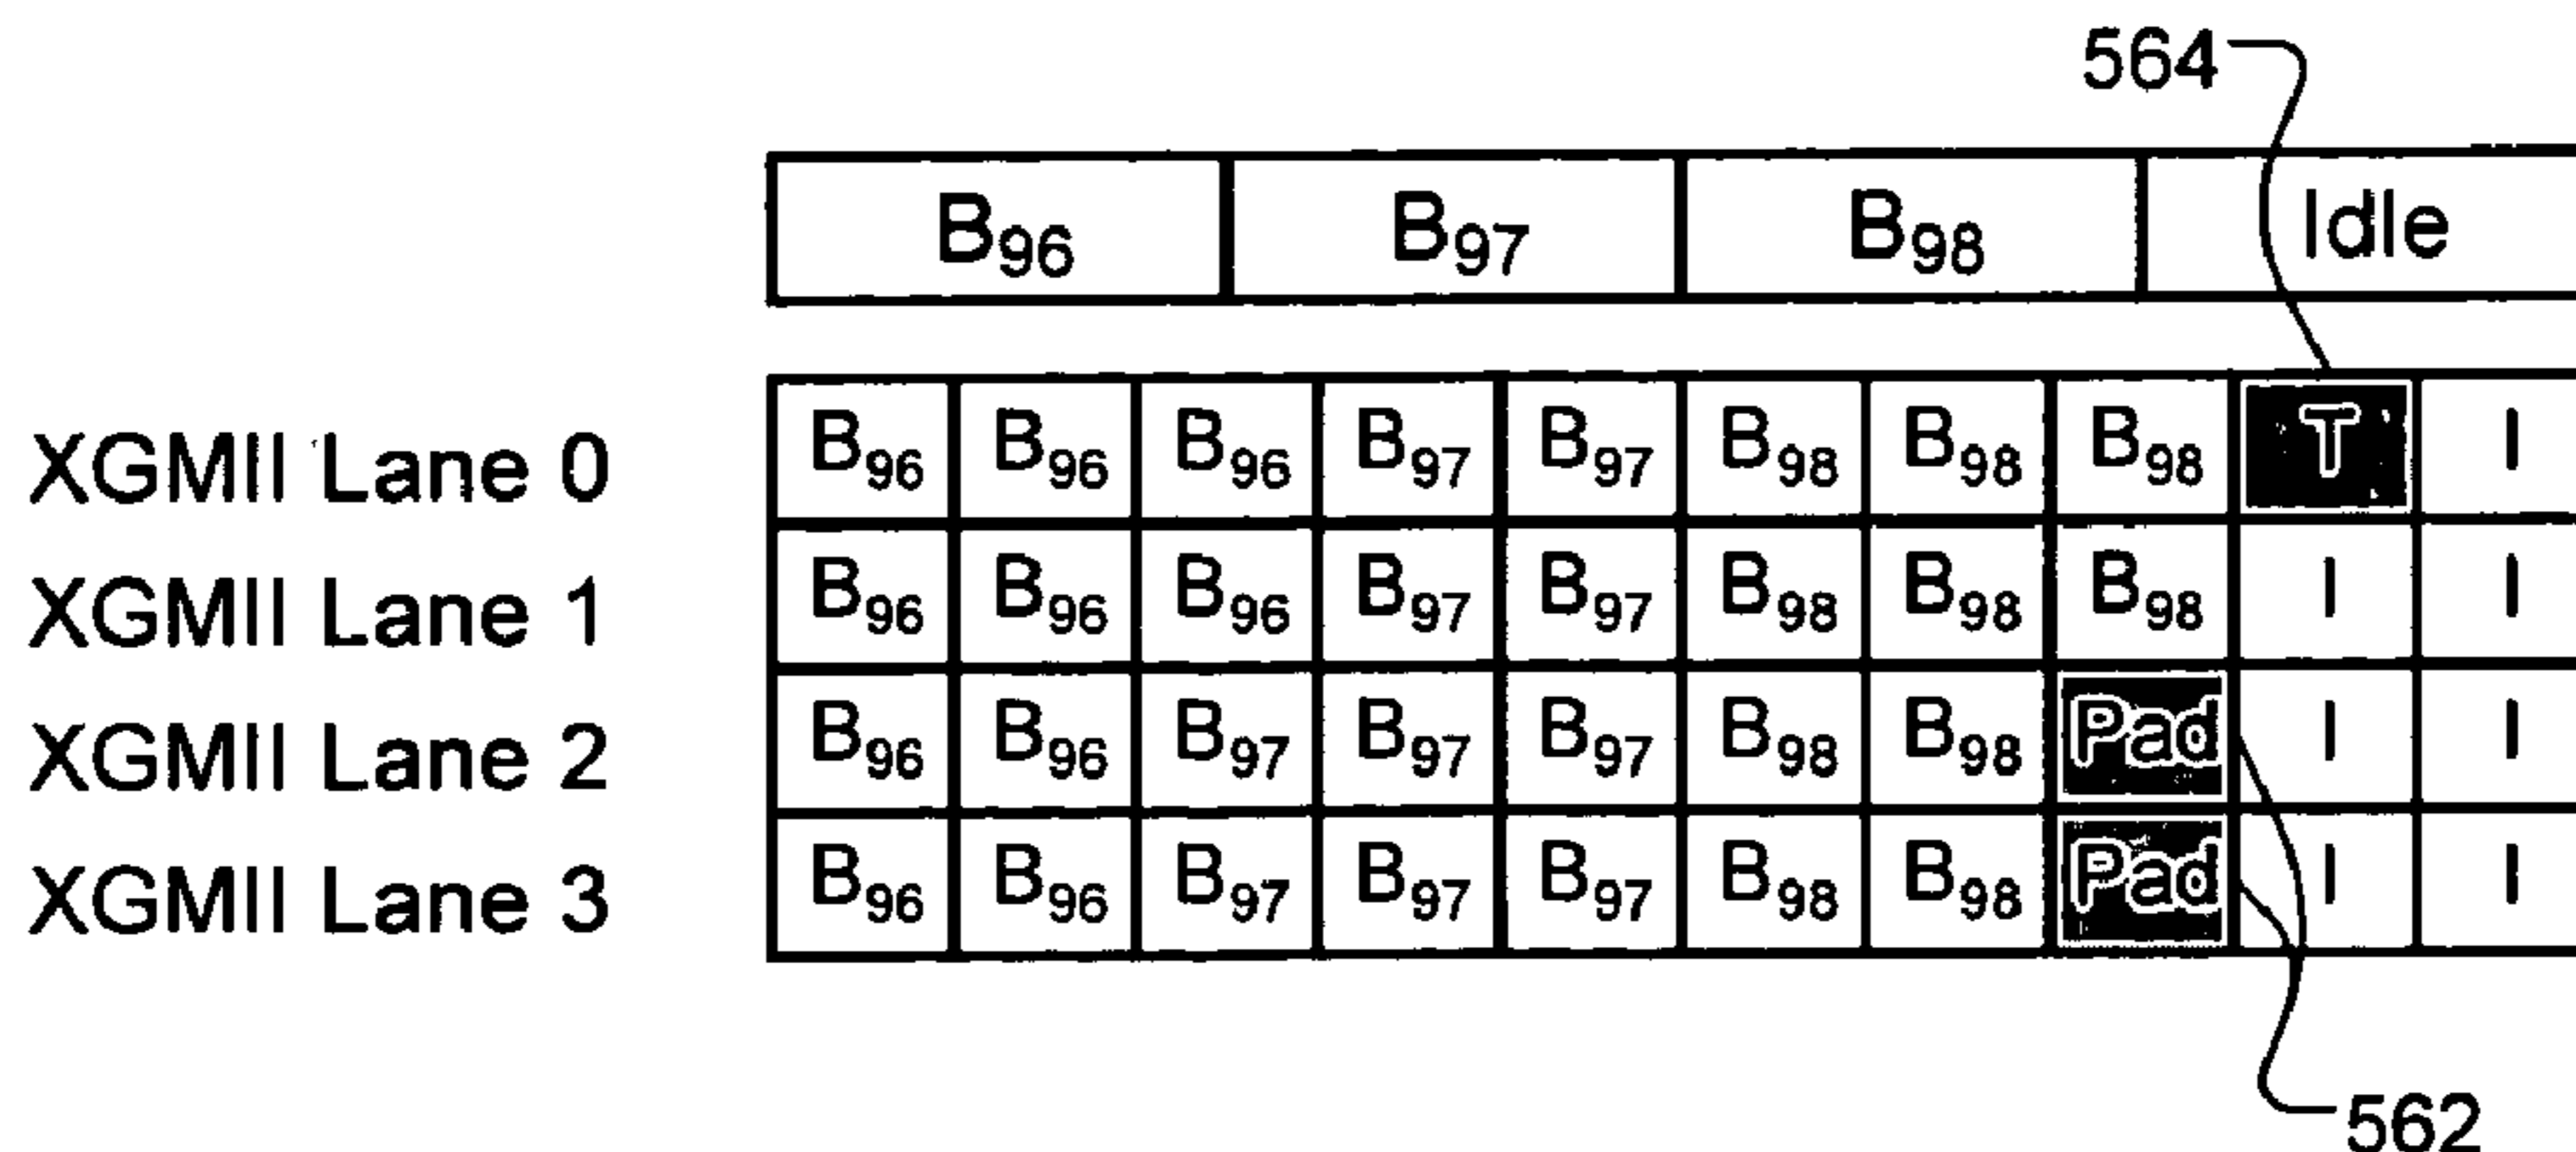 564
B96 B97 B98 Idle
XGMII Lane 0 B96 B96 B96 B97 B97 B98 B98 B98 T I
XGMII Lane 1 B96 B96 B96 B97 B97 B98 B98 B98 I I
XGMII Lane 2 B96 B96 B97 B97 B97 B98 B98 Pad I I
XGMII Lane 3 B96 B96 B97 B97 B97 B98 B98 Pad I I
562